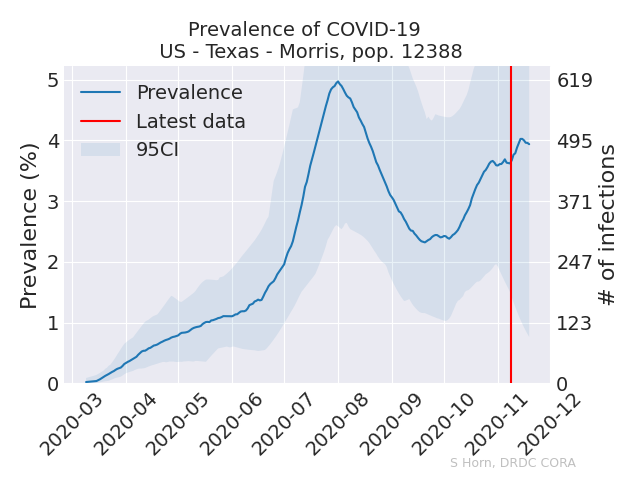 Prevalence of COVID-19
US - Texas - Morris, pop. 12388
Prevalence
Latest data
95CI
Prevalence (%)
5
4
3
2
1
0
619
495
371
247
123
0
# of infections
2020-03
2020-04
2020-05
2020-06
2020-07
2020-08
2020-09
2020-10
2020-11
2020-12
S Horn, DRDC CORA